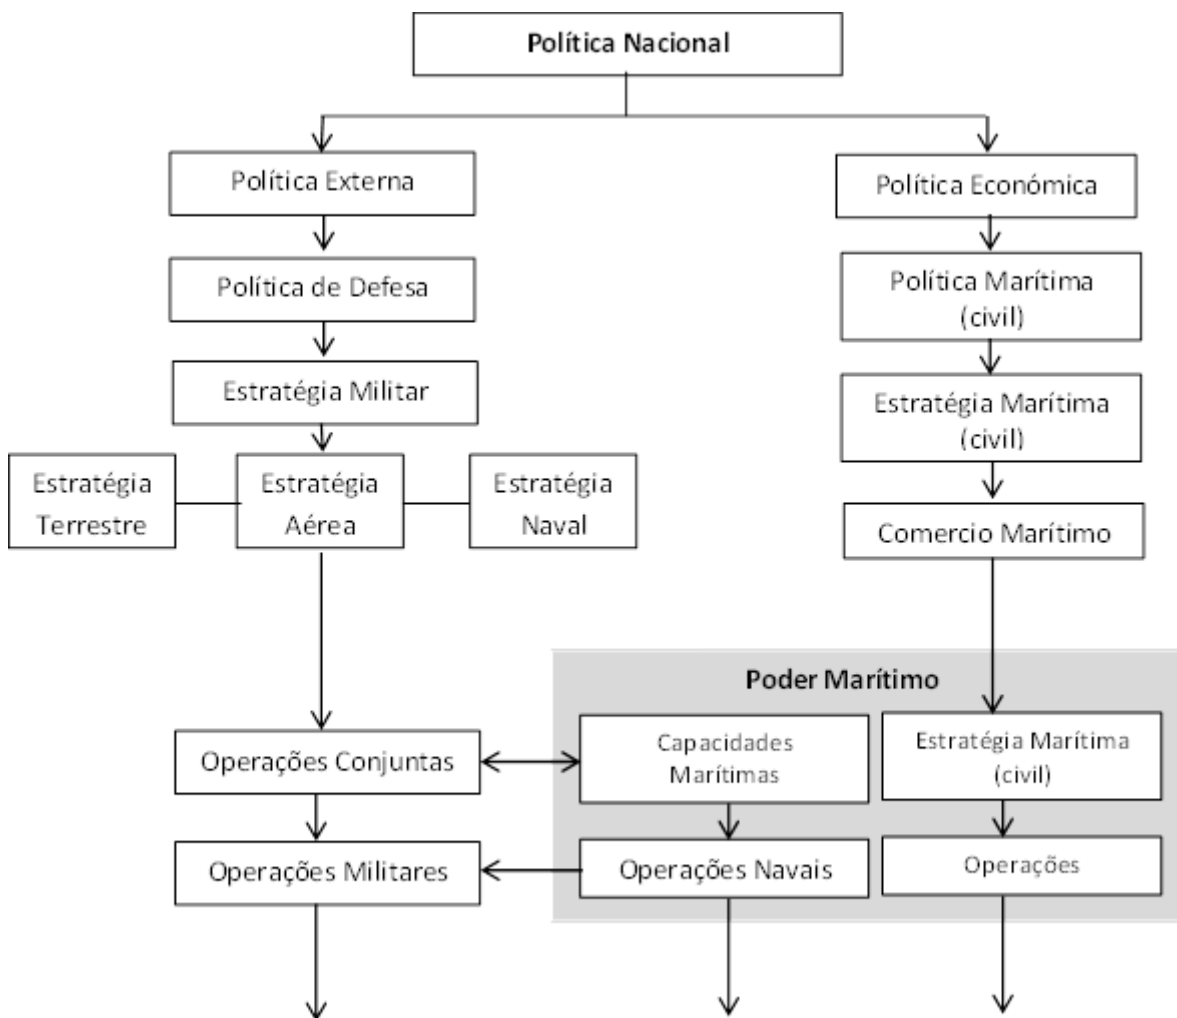 Política Nacional
Política Externa
Política Económica
Política de Defesa
Política Marítima
(civil)
Estratégia Militar
Estratégia Marítima
(civil)
Estratégia
Terrestre
Estratégia
Aérea
Estratégia
Naval
Comercio Marítimo
Poder Marítimo
Operações Conjuntas
Capacidades
Marítimas
Estratégia Marítima
(civil)
Operações Militares
Operações Navais
Operações